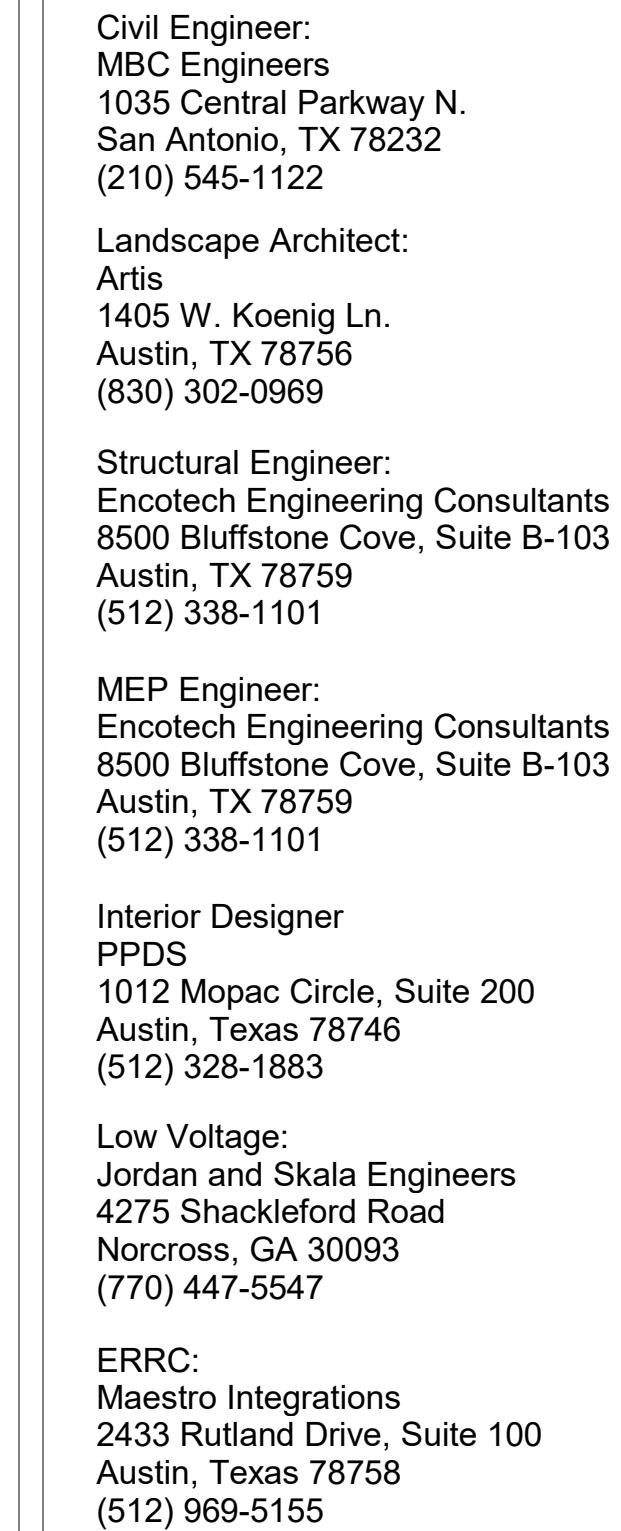 Civil Engineer:
MBC Engineers
1035 Central Parkway N.
San Antonio, TX 78232
(210) 545-1122
Landscape Architect:
Artis
1405 W. Koenig Ln.
Austin, TX 78756
(830) 302-0969
Structural Engineer:
Encotech Engineering Consultants
8500 Bluffstone Cove, Suite B-103
Austin, TX 78759
(512) 338-1101
MEP Engineer:
Encotech Engineering Consultants
8500 Bluffstone Cove, Suite B-103
Austin, TX 78759
(512) 338-1101
Interior Designer
PPDS
1012 Mopac Circle, Suite 200
Austin, Texas 78746
(512) 328-1883
Low Voltage:
Jordan and Skala Engineers
4275 Shackleford Road
Norcross, GA 30093
(770) 447-5547
ERRC:
Maestro Integrations
2433 Rutland Drive, Suite 100
Austin, Texas 78758
(512) 969-5155